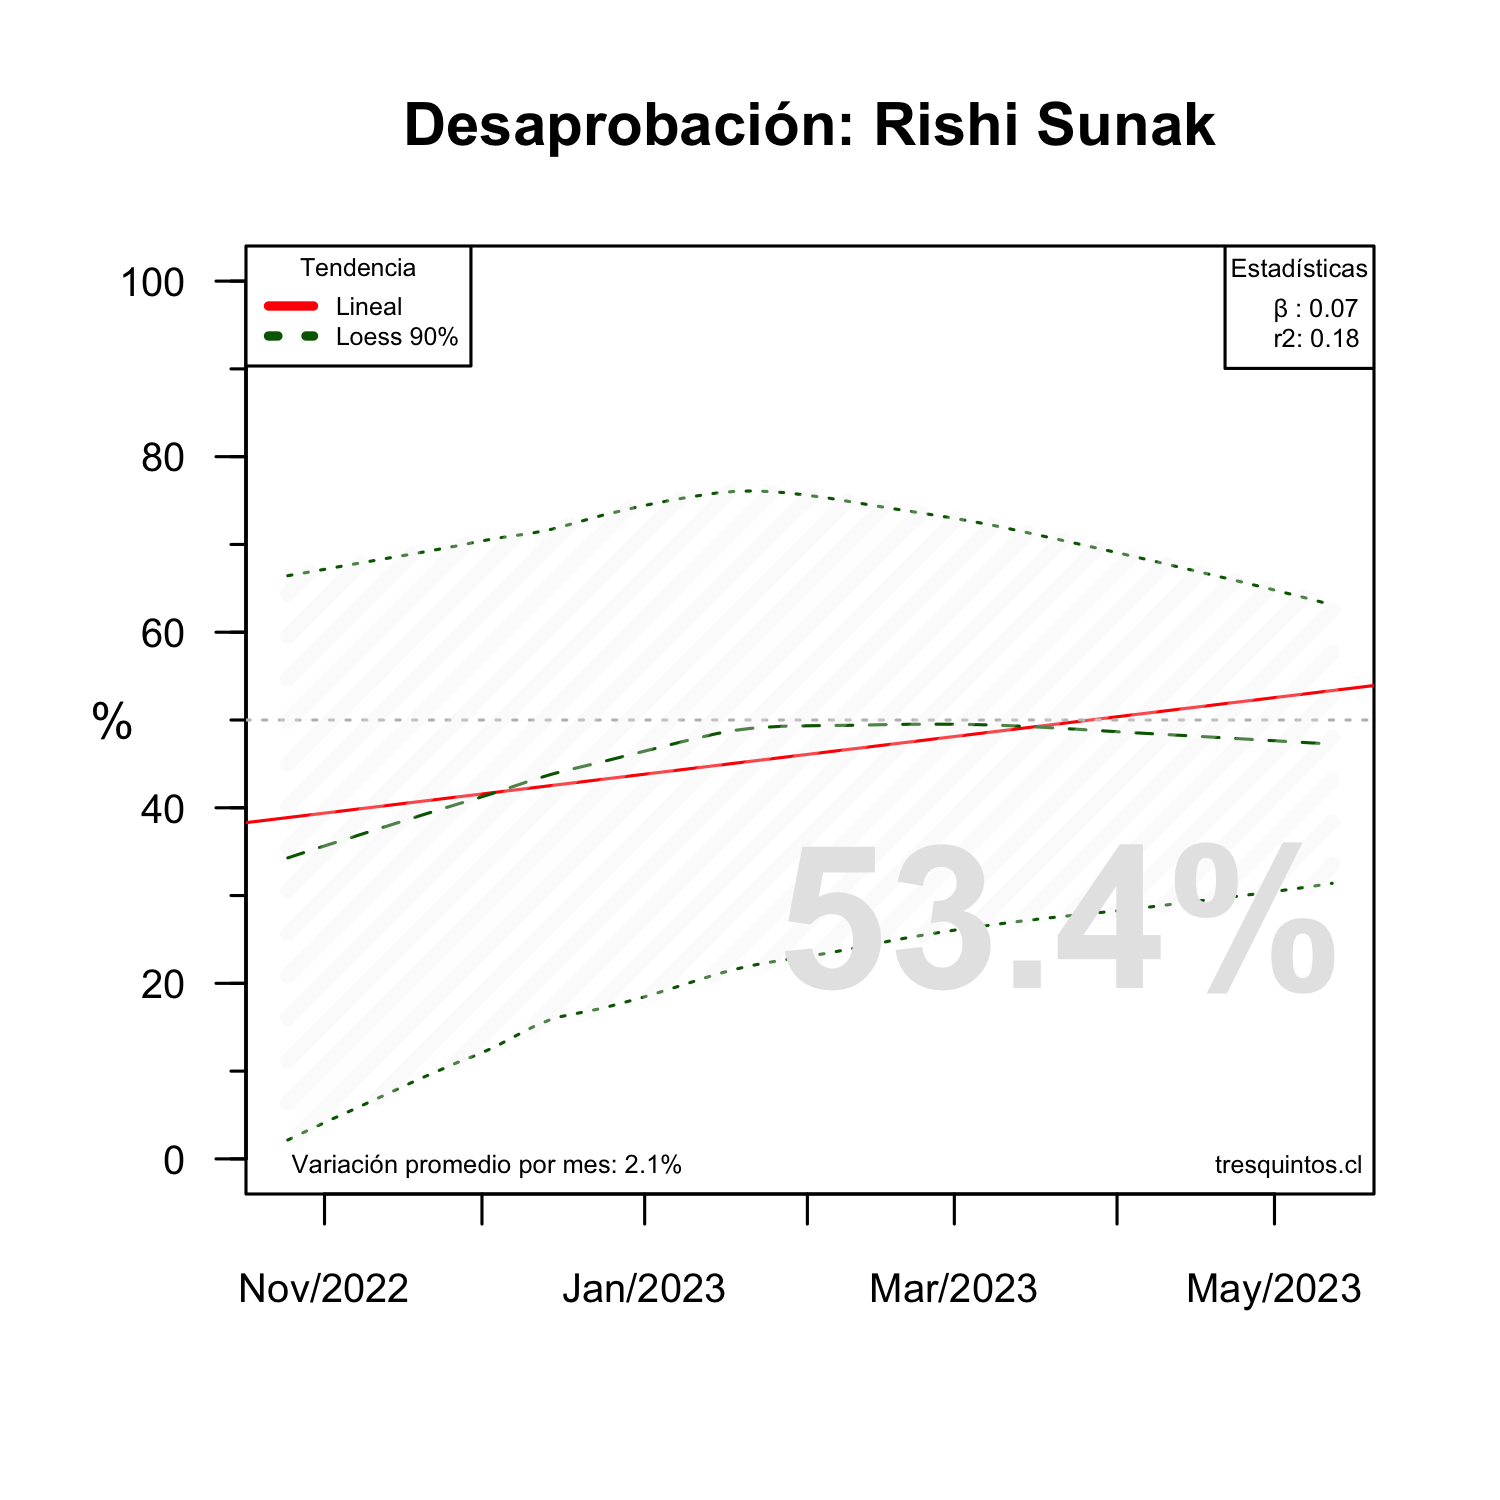 Desaprobación: Rishi Sunak
Tendencia
Lineal
Loess 90%
Estadísticas
β : 0.07
r2: 0.18
100
80
60
%
40
20
0
53.4%
Variación promedio por mes: 2.1%
tresquintos.cl
Nov/2022
Jan/2023
Mar/2023
May/2023